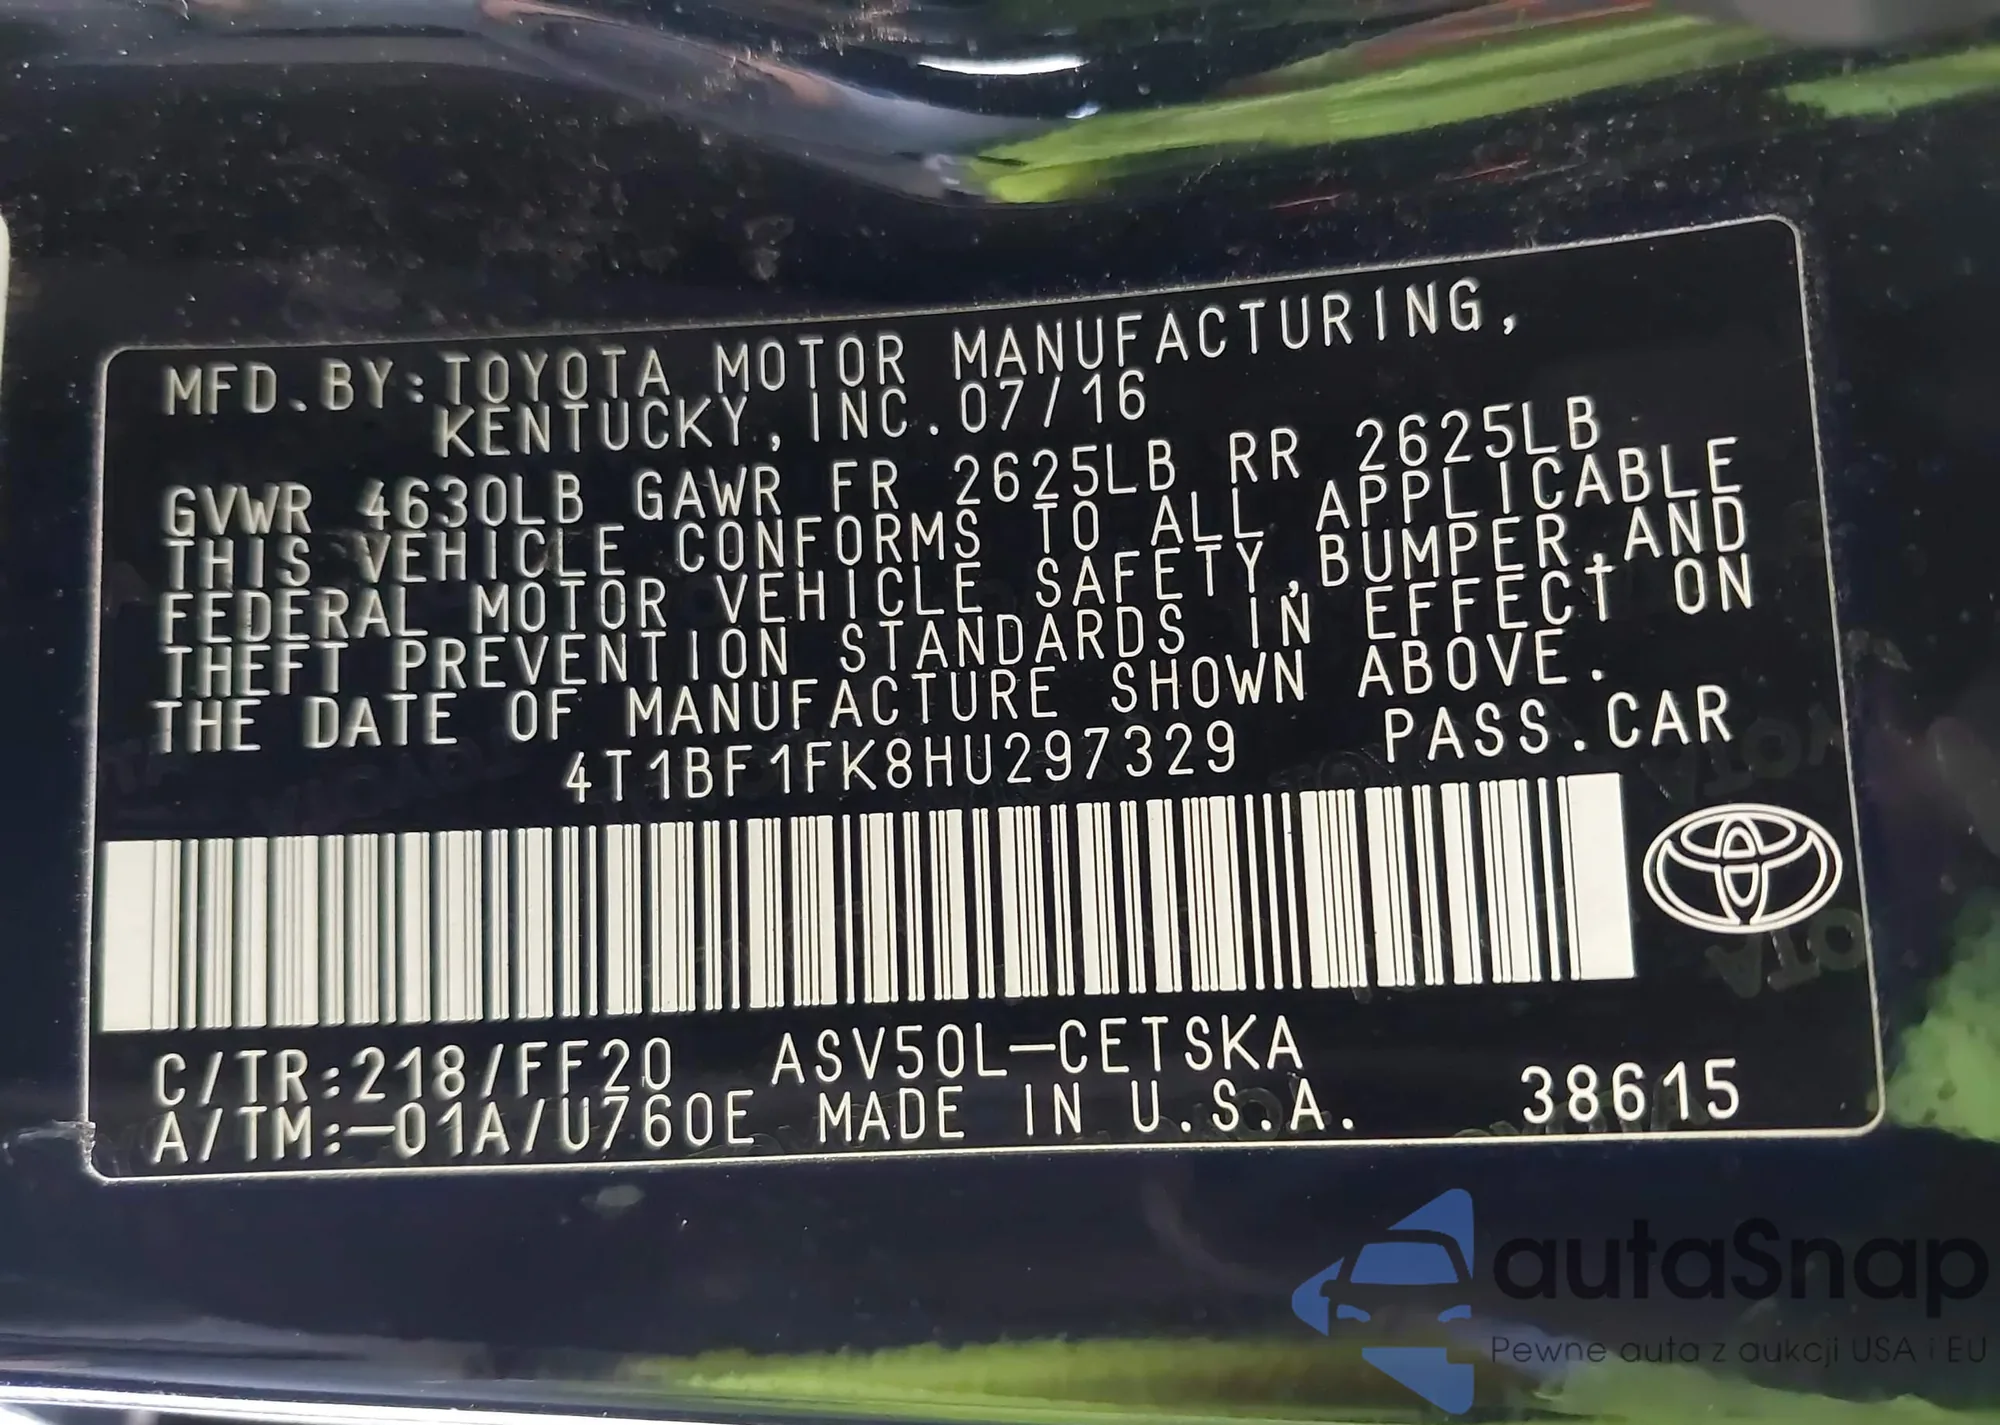 MFD.BY:TOYOTA MOTOR MANUFACTURING,
KENTUCKY, INC. 07/16
GVWR 4630LB GAWR FR 2625LB RR 2625LB
THIS VEHICLE CONFORMS TO ALL APPLICABLE
FEDERAL MOTOR VEHICLE SAFETY,BUMPER,AND
THEFT PREVENTION STANDARDS IN EFFECT ON
THE DATE OF MANUFACTURE SHOWN ABOVE.
4T1BF1FK8HU297329 PASS.CAR
C/TR:218/FF20 ASV50L-CETSKA
A/TM:-01A/U760E MADE IN U.S.A. 38615
autaSnap
Pewne auta z aukcji USA i EU